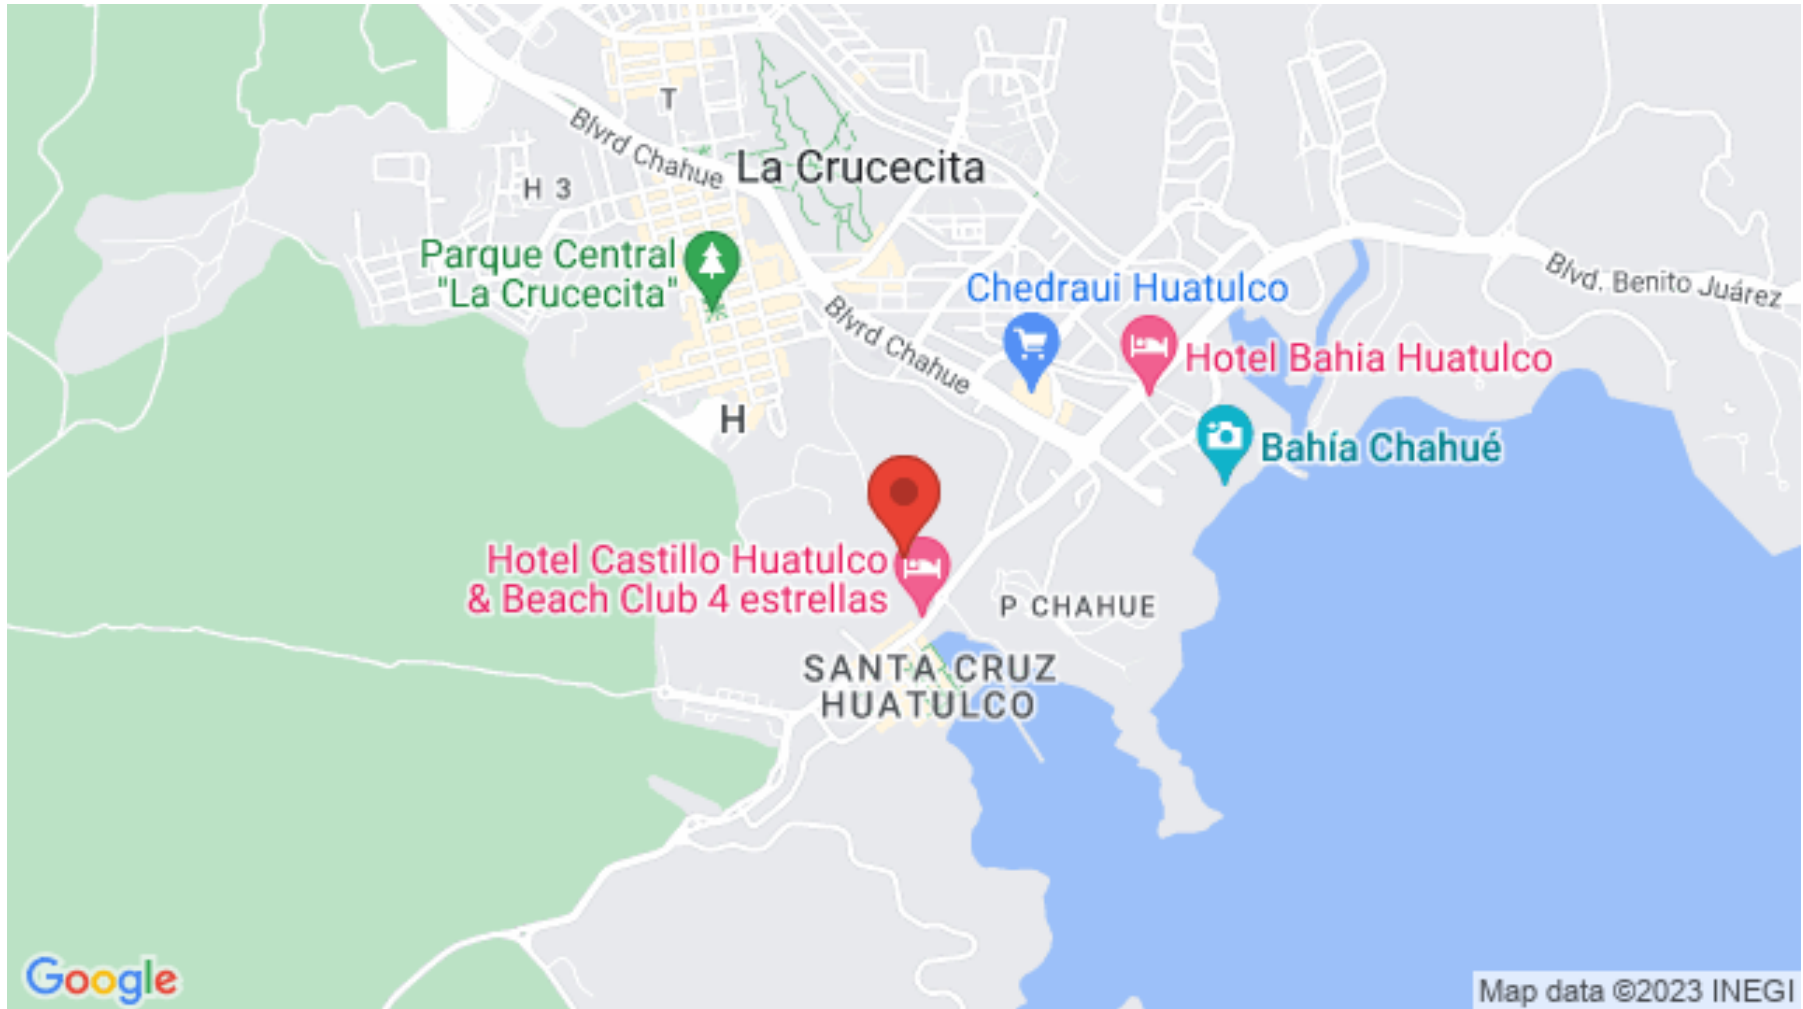 T
Blvrd Chahue
La Crucecita
H 3
Parque Central
"La Crucecita"
Chedraui Huatulco
Blvd. Benito Juárez
Blvrd Chahue
Hotel Bahia Huatulco
H
Bahía Chahué
Hotel Castillo Huatulco
& Beach Club 4 estrellas
P CHAHUE
SANTA CRUZ
HUATULCO
Google
Map data ©2023 INEGI